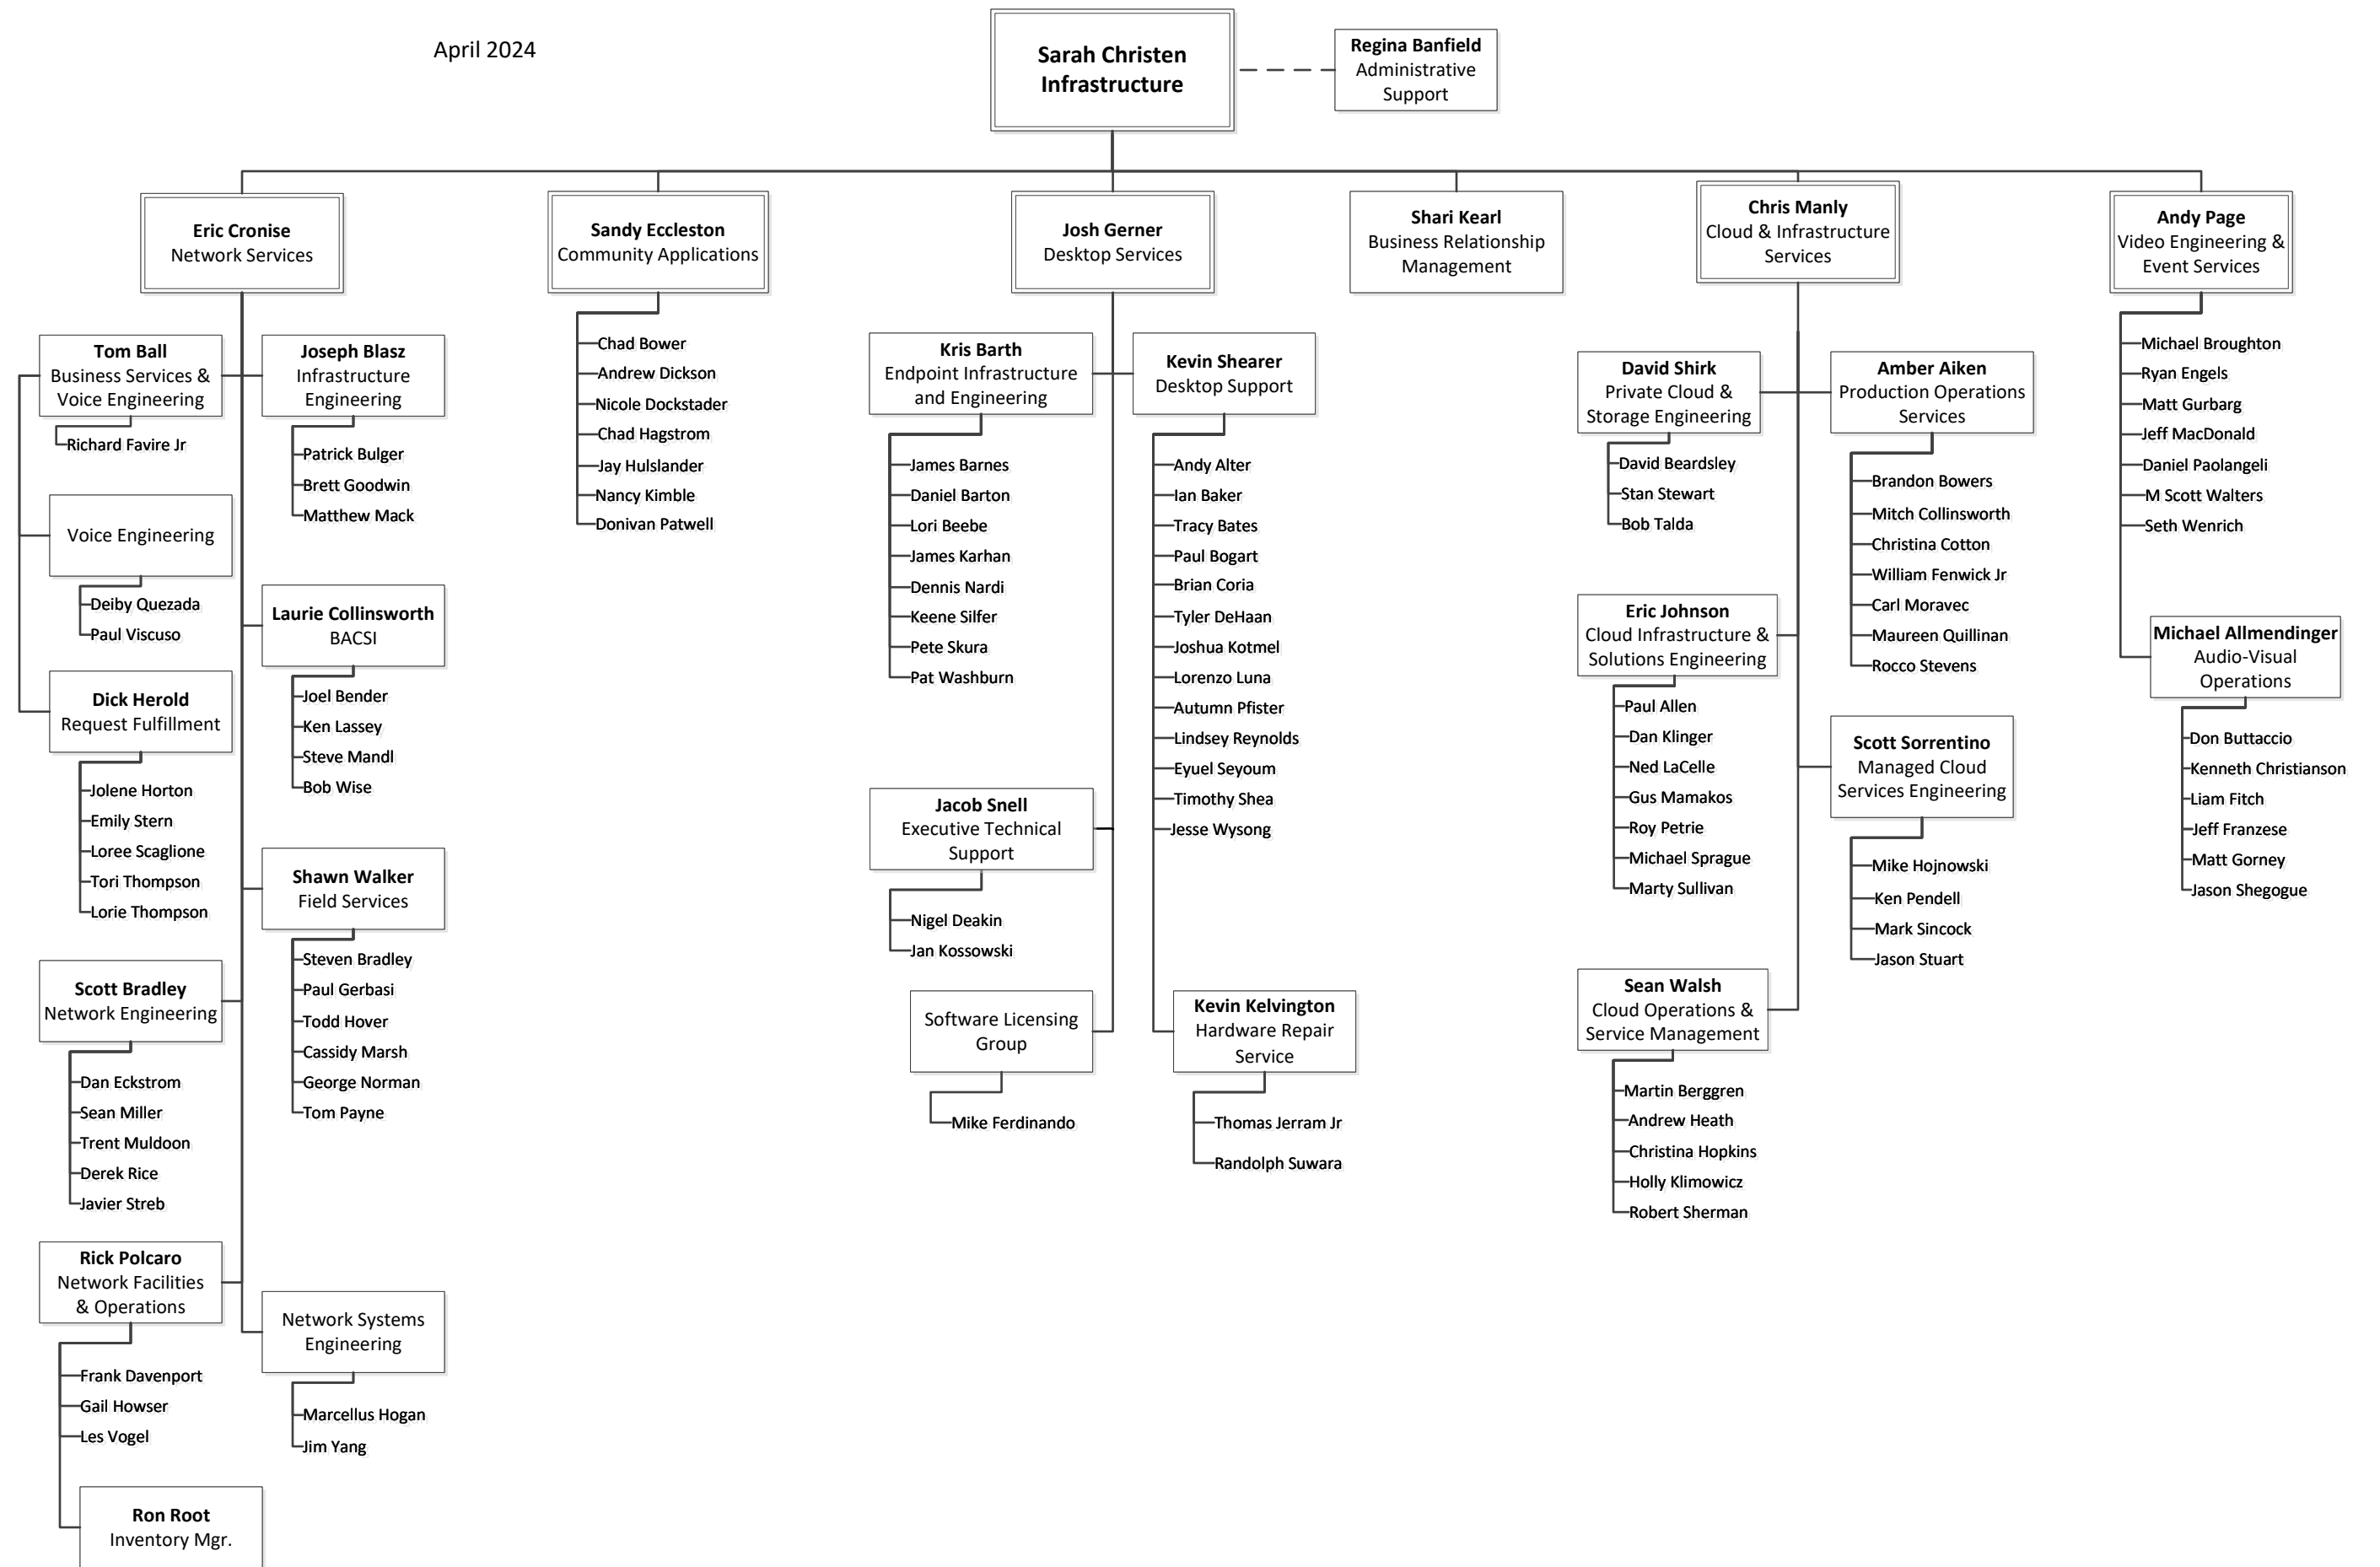 April 2024
Sarah Christen
Infrastructure
Regina Banfield
Administrative
Support
Eric Cronise
Network Services
Sandy Eccleston
Community Applications
Josh Gerner
Desktop Services
Shari Kearl
Business Relationship
Management
Chris Manly
Cloud & Infrastructure
Services
Andy Page
Video Engineering &
Event Services
Tom Ball
Business Services &
Voice Engineering
Richard Favire Jr
Voice Engineering
Deiby Quezada
Paul Viscuso
Dick Herold
Request Fulfillment
Jolene Horton
Emily Stern
Loree Scaglione
Tori Thompson
Lorie Thompson
Scott Bradley
Network Engineering
Dan Eckstrom
Sean Miller
Trent Muldoon
Derek Rice
Javier Streb
Rick Polcaro
Network Facilities
& Operations
Frank Davenport
Gail Howser
Les Vogel
Ron Root
Inventory Mgr.
Joseph Blasz
Infrastructure
Engineering
Patrick Bulger
Brett Goodwin
Matthew Mack
Laurie Collinsworth
BACSI
Joel Bender
Ken Lassey
Steve Mandl
Bob Wise
Shawn Walker
Field Services
Steven Bradley
Paul Gerbasi
Todd Hover
Cassidy Marsh
George Norman
Tom Payne
Network Systems
Engineering
Marcellus Hogan
Jim Yang
Chad Bower
Andrew Dickson
Nicole Dockstader
Chad Hagstrom
Jay Hulslander
Nancy Kimble
Donivan Patwell
Kris Barth
Endpoint Infrastructure
and Engineering
James Barnes
Daniel Barton
Lori Beebe
James Karhan
Dennis Nardi
Keene Silfer
Pete Skura
Pat Washburn
Jacob Snell
Executive Technical
Support
Nigel Deakin
Jan Kossowski
Software Licensing
Group
Mike Ferdinando
Kevin Shearer
Desktop Support
Andy Alter
Ian Baker
Tracy Bates
Paul Bogart
Brian Coria
Tyler DeHaan
Joshua Kotmel
Lorenzo Luna
Autumn Pfister
Lindsey Reynolds
Eyuel Seyoum
Timothy Shea
Jesse Wysong
Kevin Kelvington
Hardware Repair
Service
Thomas Jerram Jr
Randolph Suwara
David Shirk
Private Cloud &
Storage Engineering
David Beardsley
Stan Stewart
Bob Talda
Eric Johnson
Cloud Infrastructure &
Solutions Engineering
Paul Allen
Dan Klinger
Ned LaCelle
Gus Mamakos
Roy Petrie
Michael Sprague
Marty Sullivan
Sean Walsh
Cloud Operations &
Service Management
Martin Berggren
Andrew Heath
Christina Hopkins
Holly Klimowicz
Robert Sherman
Amber Aiken
Production Operations
Services
Brandon Bowers
Mitch Collinsworth
Christina Cotton
William Fenwick Jr
Carl Moravec
Maureen Quillinan
Rocco Stevens
Scott Sorrentino
Managed Cloud
Services Engineering
Mike Hojnowski
Ken Pendell
Mark Sincock
Jason Stuart
Michael Broughton
Ryan Engels
Matt Gurbarg
Jeff MacDonald
Daniel Paolangeli
M Scott Walters
Seth Wenrich
Michael Allmendinger
Audio-Visual
Operations
Don Buttaccio
Kenneth Christianson
Liam Fitch
Jeff Franzese
Matt Gorney
Jason Shegogue